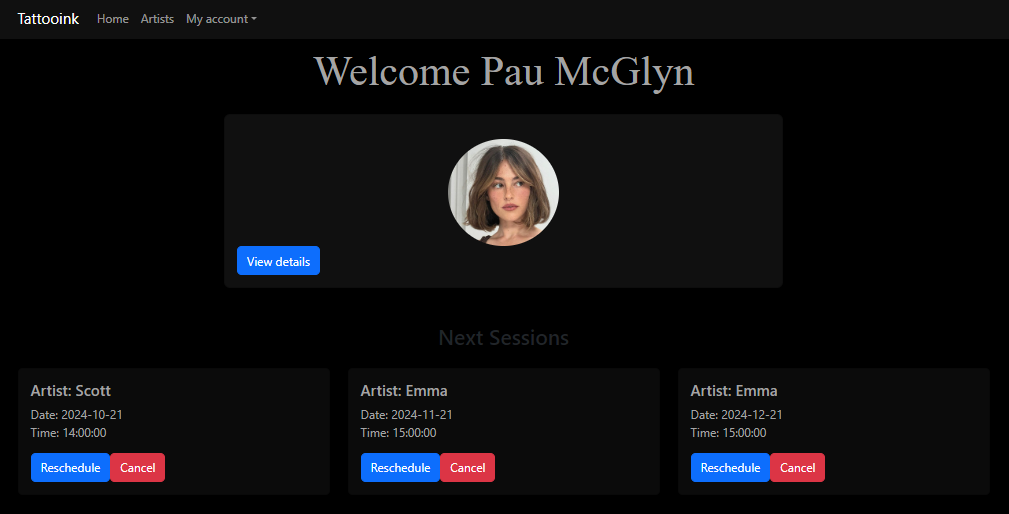 Tattooink Home Artists My account
Welcome Pau McGlyn
View details
Next Sessions
Artist: Scott
Date: 2024-10-21
Time: 14:00:00
Reschedule Cancel
Artist: Emma
Date: 2024-11-21
Time: 15:00:00
Reschedule Cancel
Artist: Emma
Date: 2024-12-21
Time: 15:00:00
Reschedule Cancel